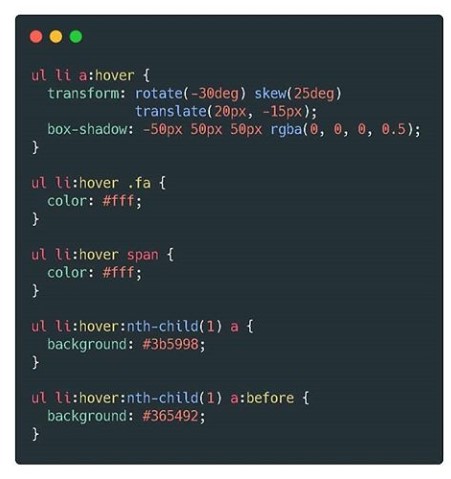 ul li a:hover {
  transform: rotate(-30deg) skew(25deg)
             translate(20px, -15px);
  box-shadow: -50px 50px 50px rgba(0, 0, 0, 0.5);
}

ul li:hover .fa {
  color: #fff;
}

ul li:hover span {
  color: #fff;
}

ul li:hover:nth-child(1) a {
  background: #3b5998;
}

ul li:hover:nth-child(1) a:before {
  background: #365492;
}